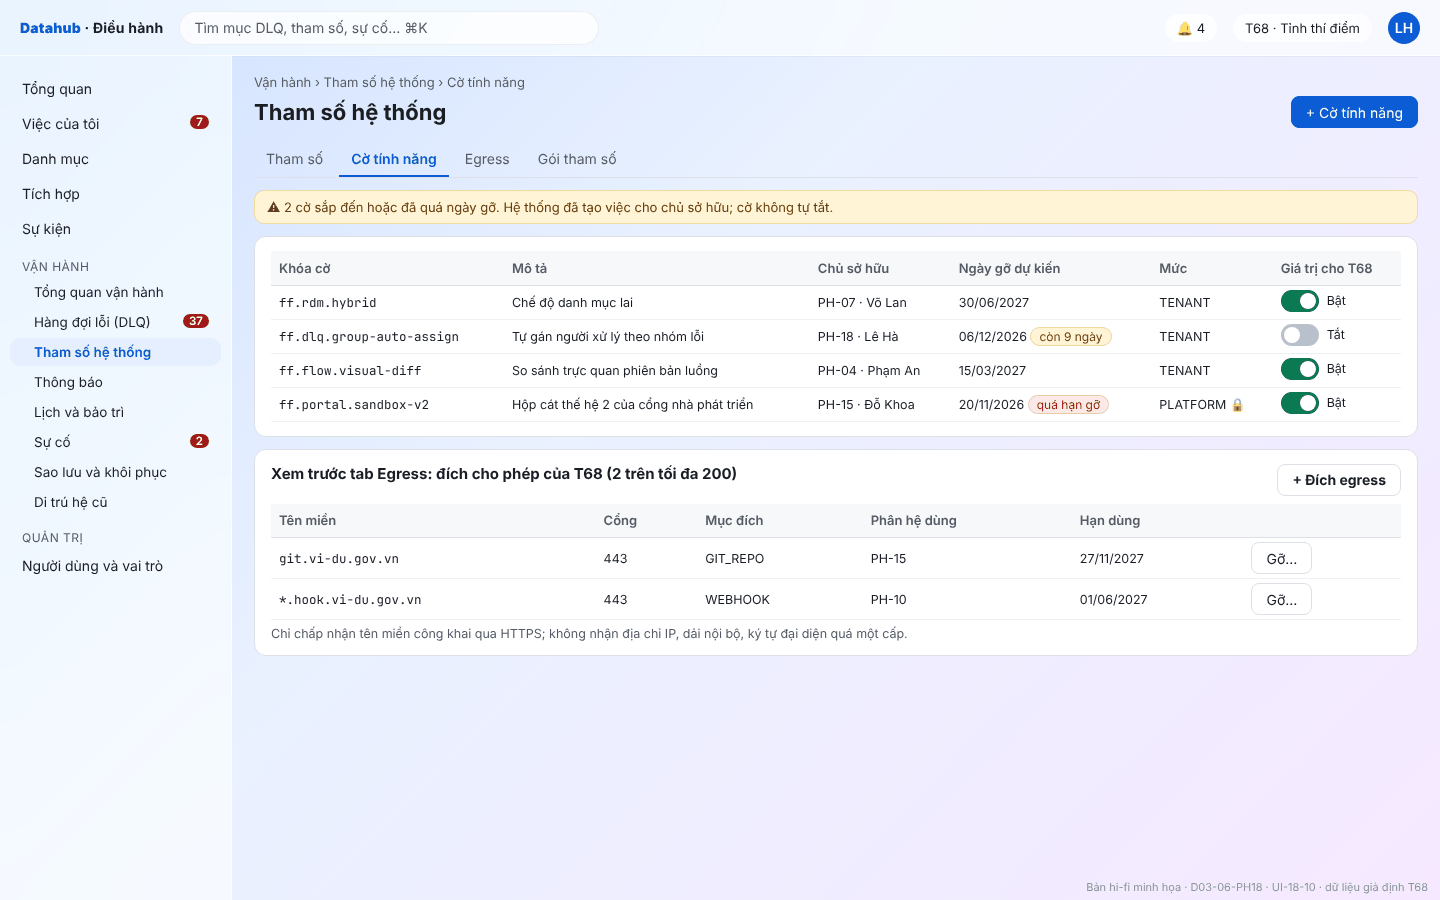 Datahub · Điều hành
Tìm mục DLQ, tham số, sự cố... ⌘K
🔔 4
T68 · Tỉnh thí điểm
LH
Tổng quan
Việc của tôi 7
Danh mục
Tích hợp
Sự kiện
VẬN HÀNH
Tổng quan vận hành
Hàng đợi lỗi (DLQ) 37
Tham số hệ thống
Thông báo
Lịch và bảo trì
Sự cố 2
Sao lưu và khôi phục
Di trú hệ cũ
QUẢN TRỊ
Người dùng và vai trò
Vận hành › Tham số hệ thống › Cờ tính năng
Tham số hệ thống
+ Cờ tính năng
Tham số Cờ tính năng Egress Gói tham số
⚠ 2 cờ sắp đến hoặc đã quá ngày gỡ. Hệ thống đã tạo việc cho chủ sở hữu; cờ không tự tắt.
Khóa cờ Mô tả Chủ sở hữu Ngày gỡ dự kiến Mức Giá trị cho T68
ff.rdm.hybrid Chế độ danh mục lai PH-07 · Võ Lan 30/06/2027 TENANT Bật
ff.dlq.group-auto-assign Tự gán người xử lý theo nhóm lỗi PH-18 · Lê Hà 06/12/2026 còn 9 ngày TENANT Tắt
ff.flow.visual-diff So sánh trực quan phiên bản luồng PH-04 · Phạm An 15/03/2027 TENANT Bật
ff.portal.sandbox-v2 Hộp cát thế hệ 2 của cổng nhà phát triển PH-15 · Đỗ Khoa 20/11/2026 quá hạn gỡ PLATFORM 🔒 Bật
Xem trước tab Egress: đích cho phép của T68 (2 trên tối đa 200)
+ Đích egress
Tên miền Cổng Mục đích Phân hệ dùng Hạn dùng
git.vi-du.gov.vn 443 GIT_REPO PH-15 27/11/2027 Gỡ...
*.hook.vi-du.gov.vn 443 WEBHOOK PH-10 01/06/2027 Gỡ...
Chỉ chấp nhận tên miền công khai qua HTTPS; không nhận địa chỉ IP, dải nội bộ, ký tự đại diện quá một cấp.
Bản hi-fi minh họa · D03-06-PH18 · UI-18-10 · dữ liệu giả định T68